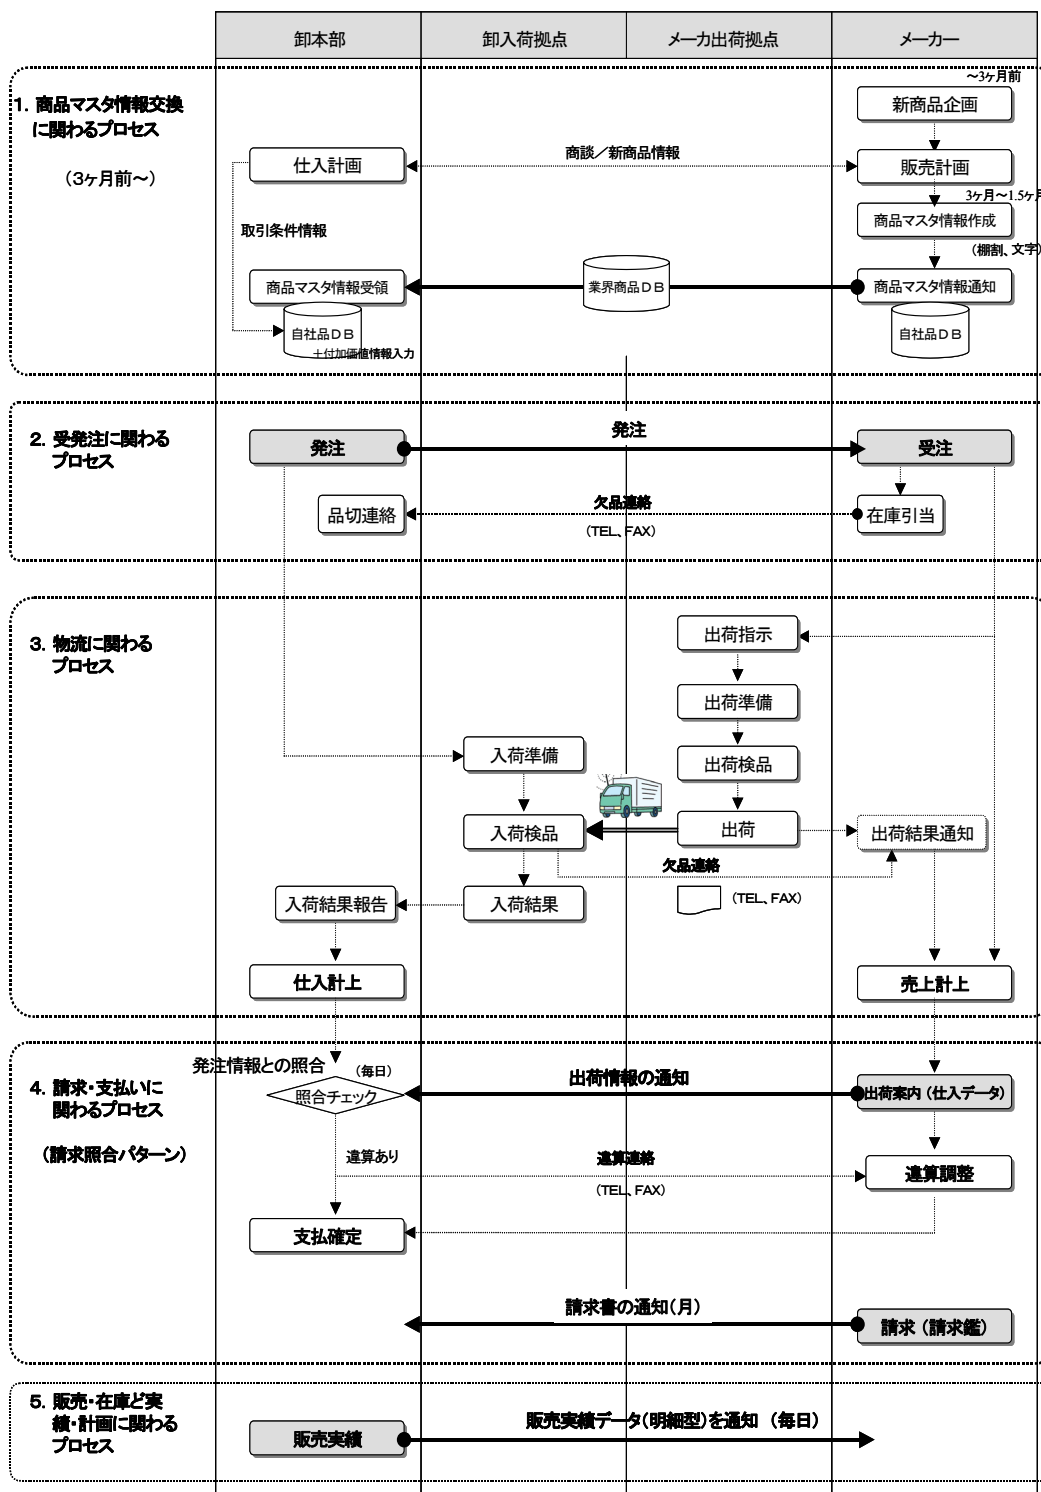 卸本部
卸入荷拠点
メーカ出荷拠点
メーカー
1. 商品マスタ情報交換
に関わるプロセス
（3ヶ月前～）
～3ヶ月前
新商品企画
仕入計画
商談／新商品情報
販売計画
3ヶ月～1.5ヶ月
商品マスタ情報作成
取引条件情報
（棚割、文字）
商品マスタ情報受領
業界商品ＤＢ
商品マスタ情報通知
自社品ＤＢ
＋付加価値情報入力
自社品ＤＢ
2. 受発注に関わる
プロセス
発注
発注
受注
品切連絡
欠品連絡
（TEL、FAX）
在庫引当
3. 物流に関わる
プロセス
出荷指示
出荷準備
入荷準備
出荷検品
入荷検品
出荷
出荷結果通知
欠品連絡
（TEL、FAX）
入荷結果報告
入荷結果
仕入計上
売上計上
4. 請求・支払いに
関わるプロセス
（請求照合パターン）
発注情報との照合
（毎日）
照合チェック
出荷情報の通知
出荷案内（仕入データ）
違算あり
違算連絡
（TEL、FAX）
違算調整
支払確定
請求書の通知（月）
請求（請求鑑）
5. 販売・在庫ど実
績・計画に関わる
プロセス
販売実績
販売実績データ（明細型）を通知 （毎日）